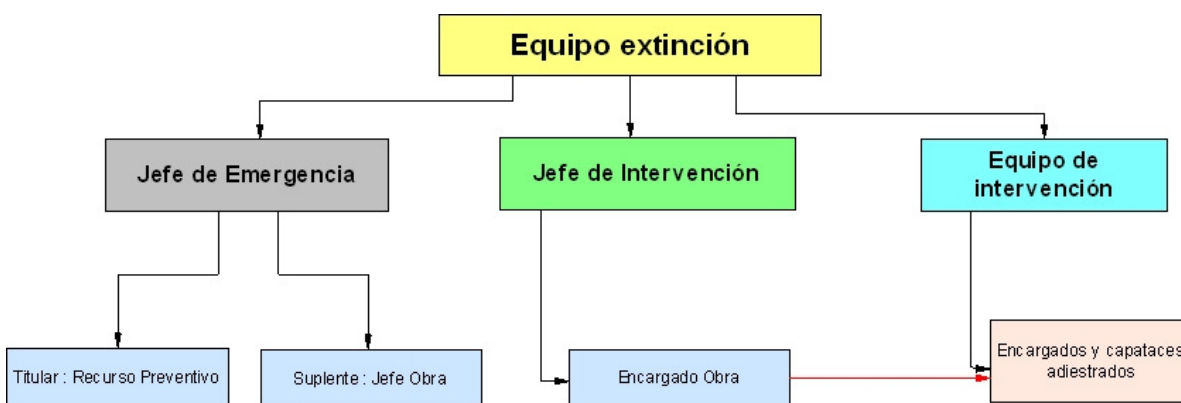 Equipo extinción
Jefe de Emergencia
Jefe de Intervención
Equipo de
intervención
Titular : Recurso Preventivo
Suplente : Jefe Obra
Encargado Obra
Encargados y capataces
adiestrados